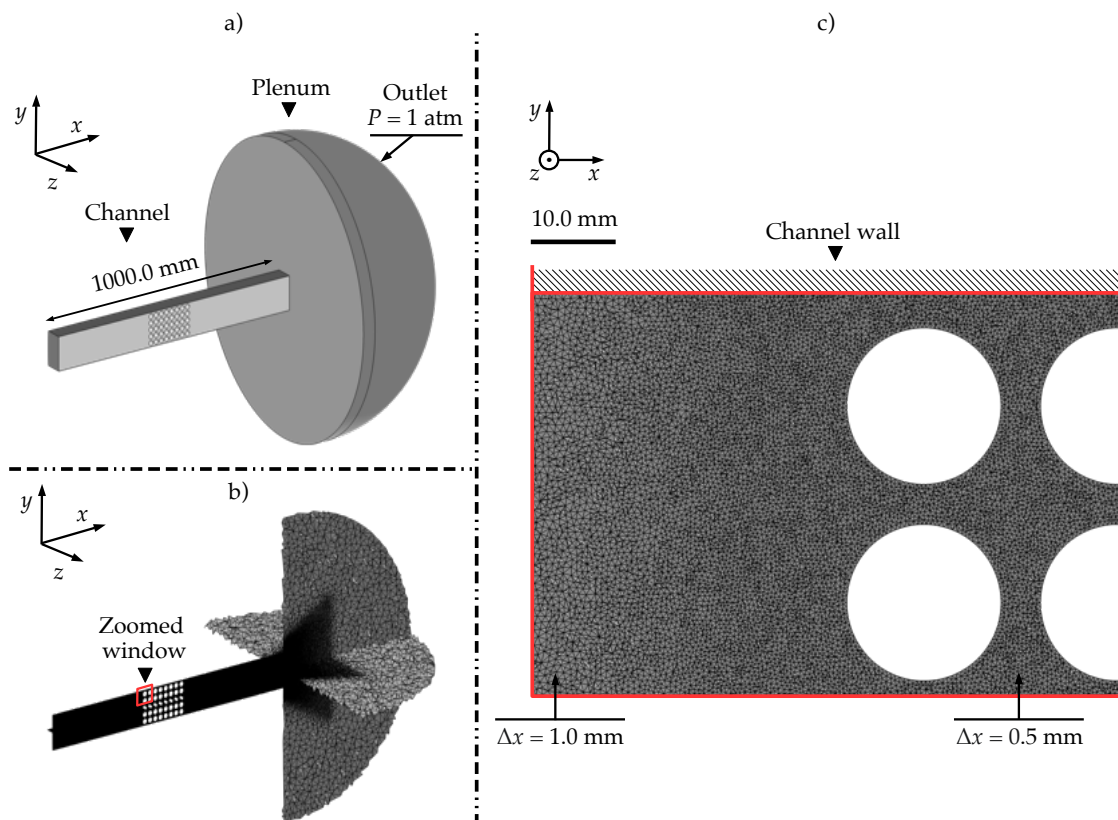 a)
Plenum
Outlet
P = 1 atm
y
x
z
Channel
1000.0 mm
b)
y
x
z
Zoomed
window
c)
y
z
x
10.0 mm
Channel wall
Δx = 1.0 mm
Δx = 0.5 mm